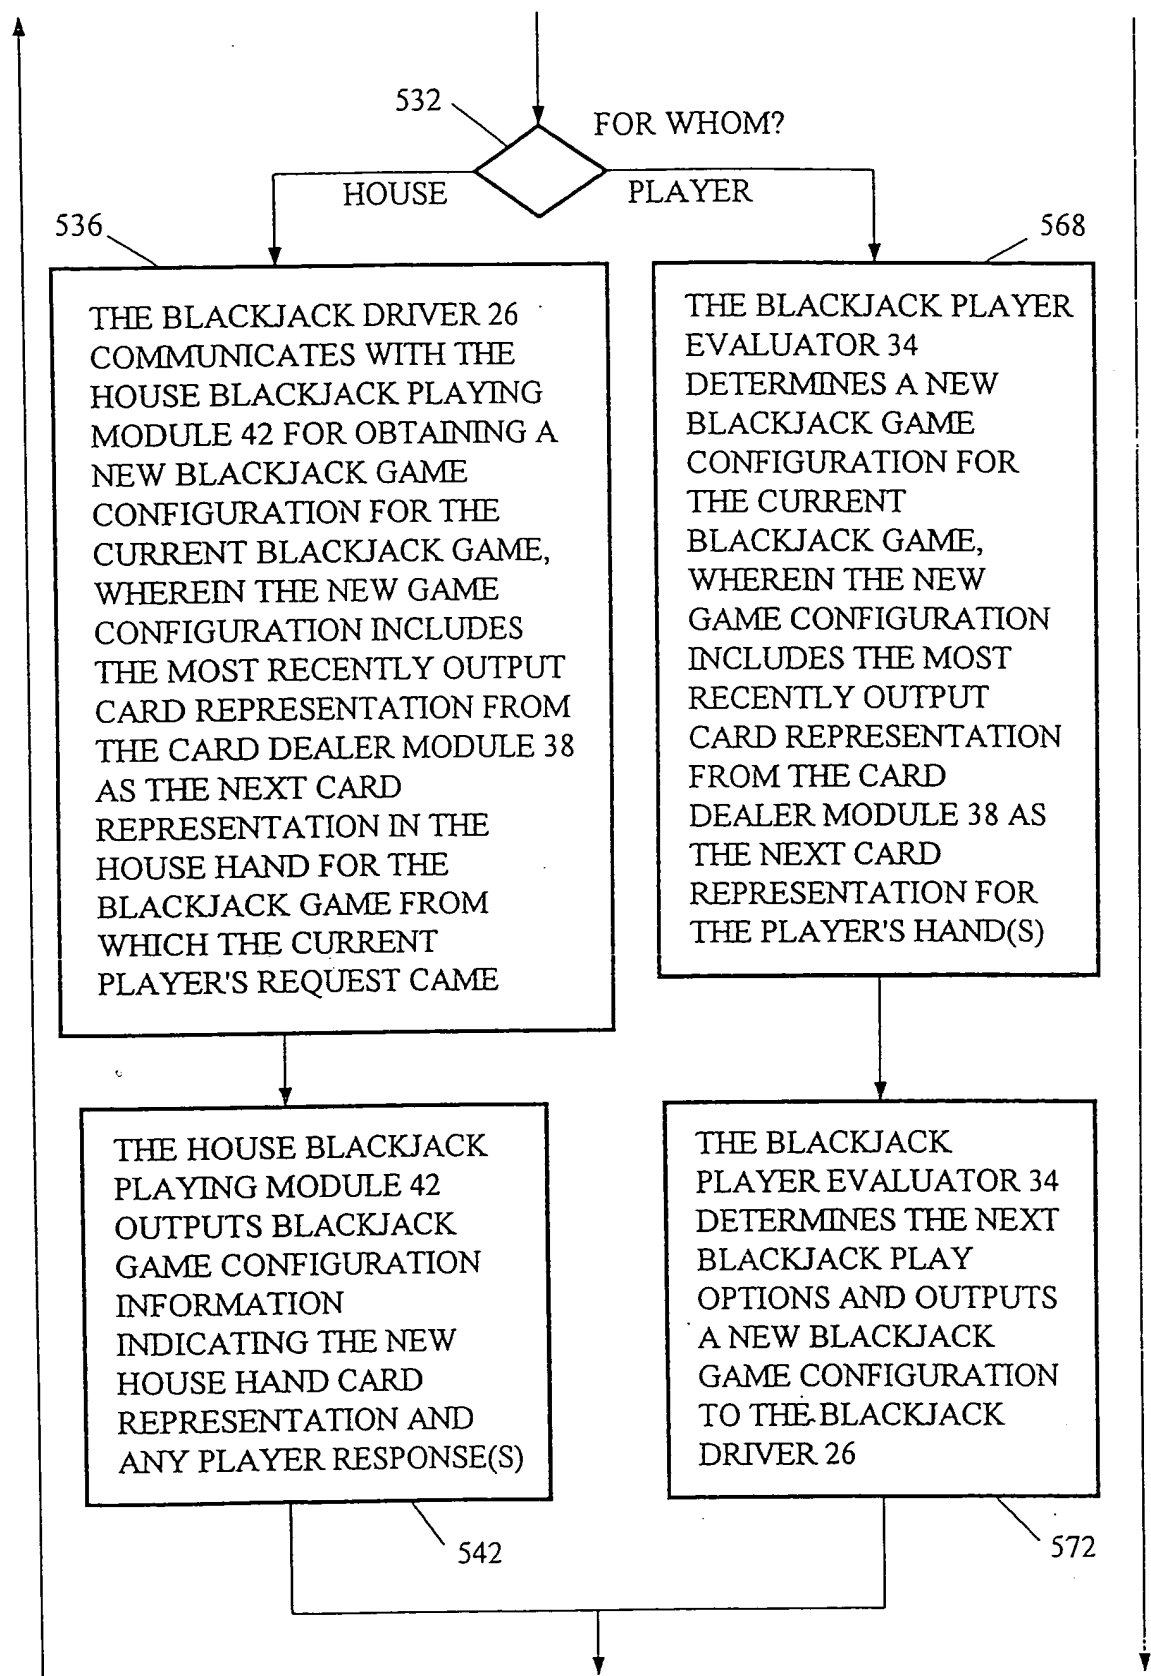 532
FOR WHOM?
HOUSE
PLAYER
536
THE BLACKJACK DRIVER 26
COMMUNICATES WITH THE
HOUSE BLACKJACK PLAYING
MODULE 42 FOR OBTAINING A
NEW BLACKJACK GAME
CONFIGURATION FOR THE
CURRENT BLACKJACK GAME,
WHEREIN THE NEW GAME
CONFIGURATION INCLUDES
THE MOST RECENTLY OUTPUT
CARD REPRESENTATION FROM
THE CARD DEALER MODULE 38
AS THE NEXT CARD
REPRESENTATION IN THE
HOUSE HAND FOR THE
BLACKJACK GAME FROM
WHICH THE CURRENT
PLAYER'S REQUEST CAME
568
THE BLACKJACK PLAYER
EVALUATOR 34
DETERMINES A NEW
BLACKJACK GAME
CONFIGURATION FOR
THE CURRENT
BLACKJACK GAME,
WHEREIN THE NEW
GAME CONFIGURATION
INCLUDES THE MOST
RECENTLY OUTPUT
CARD REPRESENTATION
FROM THE CARD
DEALER MODULE 38 AS
THE NEXT CARD
REPRESENTATION FOR
THE PLAYER'S HAND(S)
THE HOUSE BLACKJACK
PLAYING MODULE 42
OUTPUTS BLACKJACK
GAME CONFIGURATION
INFORMATION
INDICATING THE NEW
HOUSE HAND CARD
REPRESENTATION AND
ANY PLAYER RESPONSE(S)
542
THE BLACKJACK
PLAYER EVALUATOR 34
DETERMINES THE NEXT
BLACKJACK PLAY
OPTIONS AND OUTPUTS
A NEW BLACKJACK
GAME CONFIGURATION
TO THE BLACKJACK
DRIVER 26
572